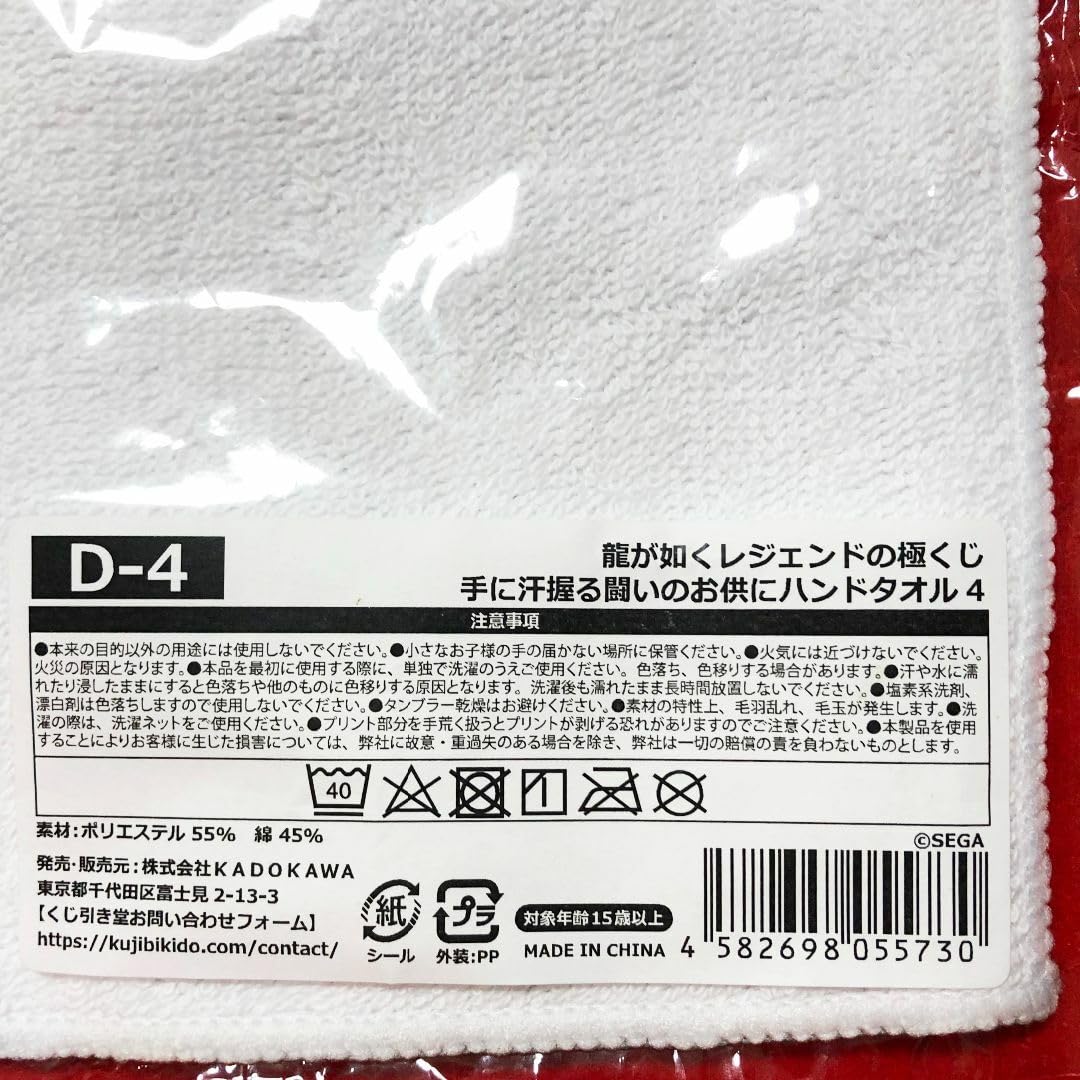 D-4
龍が如くレジェンドの極くじ
手に汗握る闘いのお供にハンドタオル 4
注意事項
●本来の目的以外の用途には使用しないでください。●小さなお子様の手の届かない場所に保管ください。●火気には近づけないでください。
火災の原因となります。●本品を最初に使用する際に、単独で洗濯のうえご使用ください。色落ち、色移りする場合があります。●汗や水に濡
れたり浸したままにすると色落ちや他のものに色移りする原因となります。洗濯後も濡れたまま長時間放置しないでください。●塩素系洗剤、
漂白剤は色落ちしますので使用しないでください。●タンブラー乾燥はお避けください。●素材の特性上、毛羽乱れ、毛玉が発生します。●洗
濯の際は、洗濯ネットをご使用ください。●プリント部分を手荒く扱うとプリントが剥げる恐れがありますのでご注意ください。●本製品を使用
することによりお客様に生じた損害については、弊社に故意・重過失のある場合を除き、弊社は一切の賠償の責を負わないものとします。
40
素材:ポリエステル 55% 綿 45%
©SEGA
発売・販売元:株式会社KADOKAWA
東京都千代田区富士見 2-13-3
【くじ引き堂お問い合わせフォーム】
https://kujibikido.com/contact/
紙
シール
プラ
外装:PP
対象年齢15歳以上
MADE IN CHINA
4 582698 055730